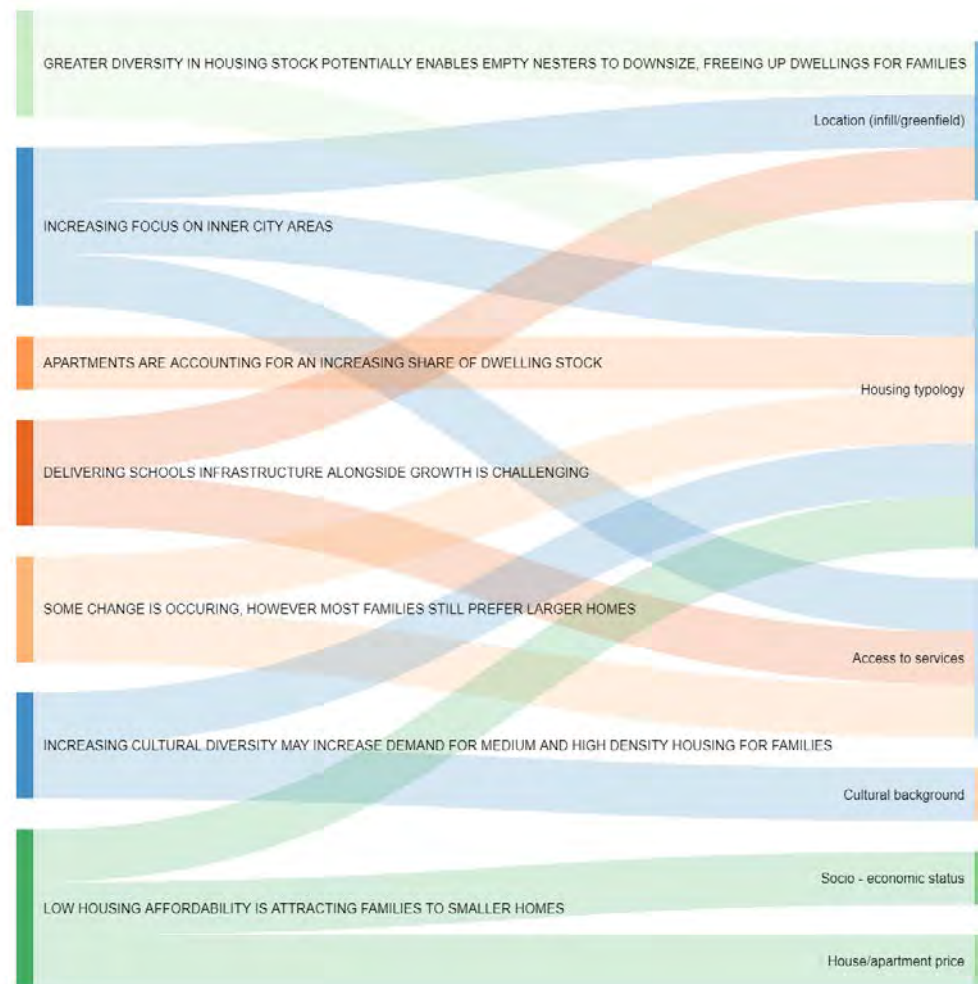 GREATER DIVERSITY IN HOUSING STOCK POTENTIALLY ENABLES EMPTY NESTERS TO DOWNSIZE, FREEING UP DWELLINGS FOR FAMILIES
Location (infill/greenfield)
INCREASING FOCUS ON INNER CITY AREAS
APARTMENTS ARE ACCOUNTING FOR AN INCREASING SHARE OF DWELLING STOCK
Housing typology
DELIVERING SCHOOLS INFRASTRUCTURE ALONGSIDE GROWTH IS CHALLENGING
SOME CHANGE IS OCCURING, HOWEVER MOST FAMILIES STILL PREFER LARGER HOMES
Access to services
INCREASING CULTURAL DIVERSITY MAY INCREASE DEMAND FOR MEDIUM AND HIGH DENSITY HOUSING FOR FAMILIES
Cultural background
Socio - economic status
LOW HOUSING AFFORDABILITY IS ATTRACTING FAMILIES TO SMALLER HOMES
House/apartment price